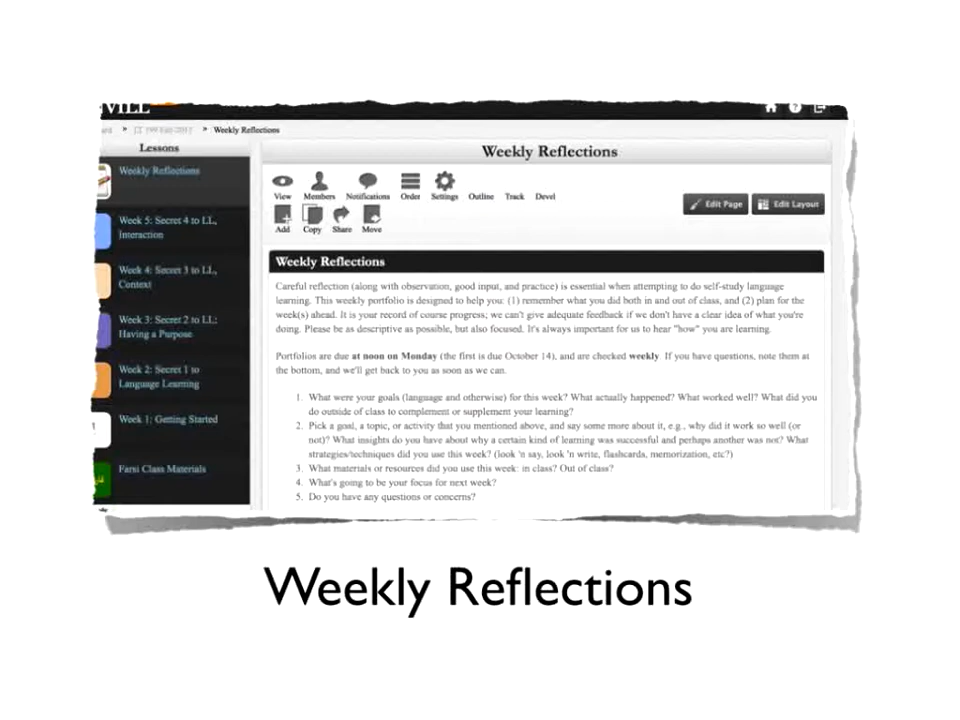 VILL
» LT 199 Fall-2013 » Weekly Reflections
Lessons
Weekly Reflections
Week 5: Secret 4 to LL,
Interaction
Week 4: Secret 3 to LL,
Context
Week 3: Secret 2 to LL:
Having a Purpose
Week 2: Secret 1 to
Language Learning
Week 1: Getting Started
Farsi Class Materials
Weekly Reflections
View Members Notifications Order Settings Outline Track Devel
Add Copy Share Move
Edit Page Edit Layout
Weekly Reflections
Careful reflection (along with observation, good input, and practice) is essential when attempting to do self-study language
learning. This weekly portfolio is designed to help you: (1) remember what you did both in and out of class, and (2) plan for the
week(s) ahead. It is your record of course progress; we can't give adequate feedback if we don't have a clear idea of what you're
doing. Please be as descriptive as possible, but also focused. It's always important for us to hear "how" you are learning.
Portfolios are due at noon on Monday (the first is due October 14), and are checked weekly. If you have questions, note them at
the bottom, and we'll get back to you as soon as we can.
1. What were your goals (language and otherwise) for this week? What actually happened? What worked well? What did you
do outside of class to complement or supplement your learning?
2. Pick a goal, a topic, or activity that you mentioned above, and say some more about it, e.g., why did it work so well (or
not)? What insights do you have about why a certain kind of learning was successful and perhaps another was not? What
strategies/techniques did you use this week? (look 'n say, look 'n write, flashcards, memorization, etc?)
3. What materials or resources did you use this week: in class? Out of class?
4. What's going to be your focus for next week?
5. Do you have any questions or concerns?
Weekly Reflections